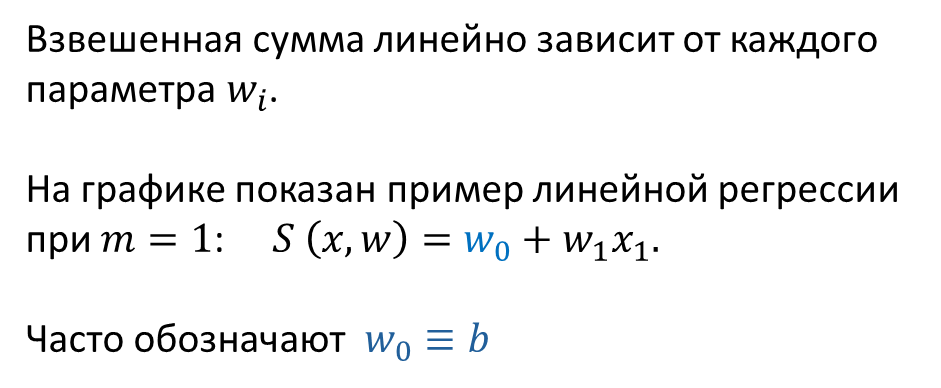 Взвешенная сумма линейно зависит от каждого
параметра wᵢ.
На графике показан пример линейной регрессии
при m = 1: S (x, w) = w₀ + w₁x₁.
Часто обозначают w₀ ≡ b